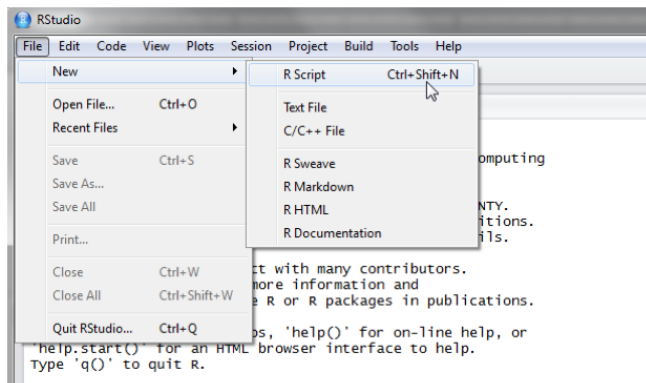 RStudio
File Edit Code View Plots Session Project Build Tools Help
New
Open File... Ctrl+O
Recent Files
Save Ctrl+S
Save As...
Save All
Print...
Close Ctrl+W
Close All Ctrl+Shift+W
Quit RStudio... Ctrl+Q
R Script Ctrl+Shift+N
Text File
C/C++ File
R Sweave
R Markdown
R HTML
R Documentation
omputing
NTY.
itions.
ils.
ct with many contributors.
more information and
e R or R packages in publications.
os, 'help()' for on-line help, or
'help.start()' for an HTML browser interface to help.
Type 'q()' to quit R.